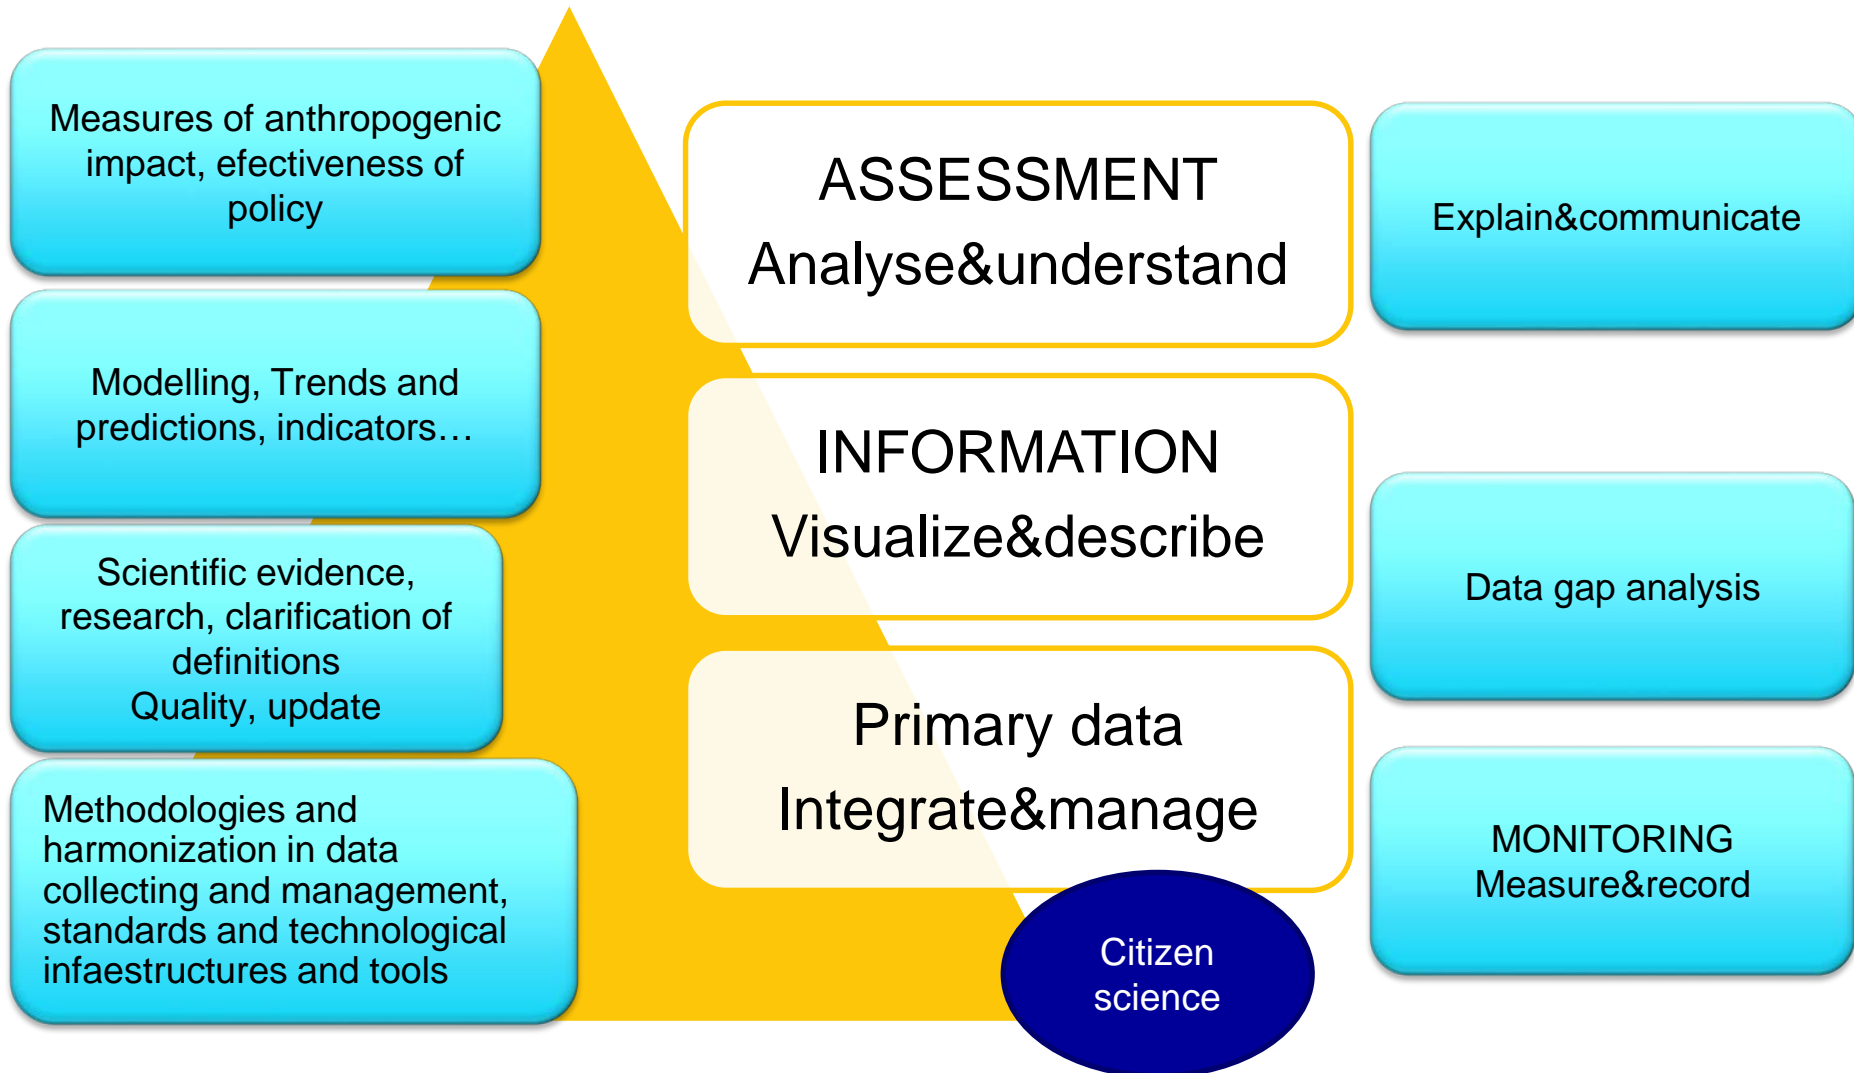 Measures of anthropogenic
impact, efectiveness of
policy
Modelling, Trends and
predictions, indicators…
Scientific evidence,
research, clarification of
definitions
Quality, update
Methodologies and
harmonization in data
collecting and management,
standards and technological
infaestructures and tools
ASSESSMENT
Analyse&understand
INFORMATION
Visualize&describe
Primary data
Integrate&manage
Citizen
science
Explain&communicate
Data gap analysis
MONITORING
Measure&record